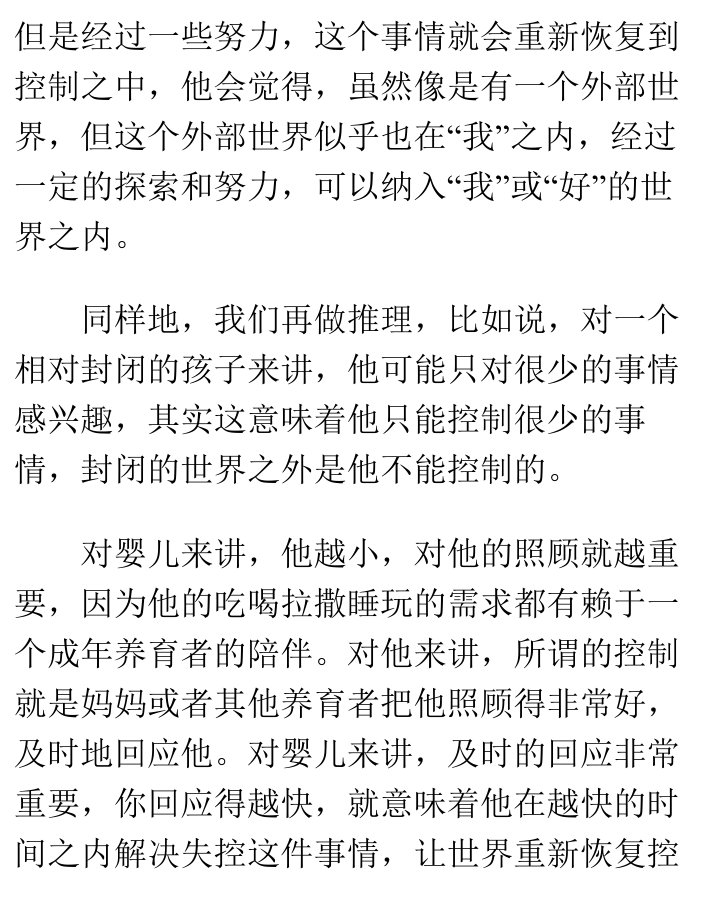 但是经过一些努力，这个事情就会重新恢复到
控制之中，他会觉得，虽然像是有一个外部世
界，但这个外部世界似乎也在“我”之内，经过
一定的探索和努力，可以纳入“我”或“好”的世
界之内。
同样地，我们再做推理，比如说，对一个
相对封闭的孩子来讲，他可能只对很少的事情
感兴趣，其实这意味着他只能控制很少的事
情，封闭的世界之外是他不能控制的。
对婴儿来讲，他越小，对他的照顾就越重
要，因为他的吃喝拉撒睡玩的需求都有赖于一
个成年养育者的陪伴。对他来讲，所谓的控制
就是妈妈或者其他养育者把他照顾得非常好，
及时地回应他。对婴儿来讲，及时的回应非常
重要，你回应得越快，就意味着他在越快的时
间之内解决失控这件事情，让世界重新恢复控